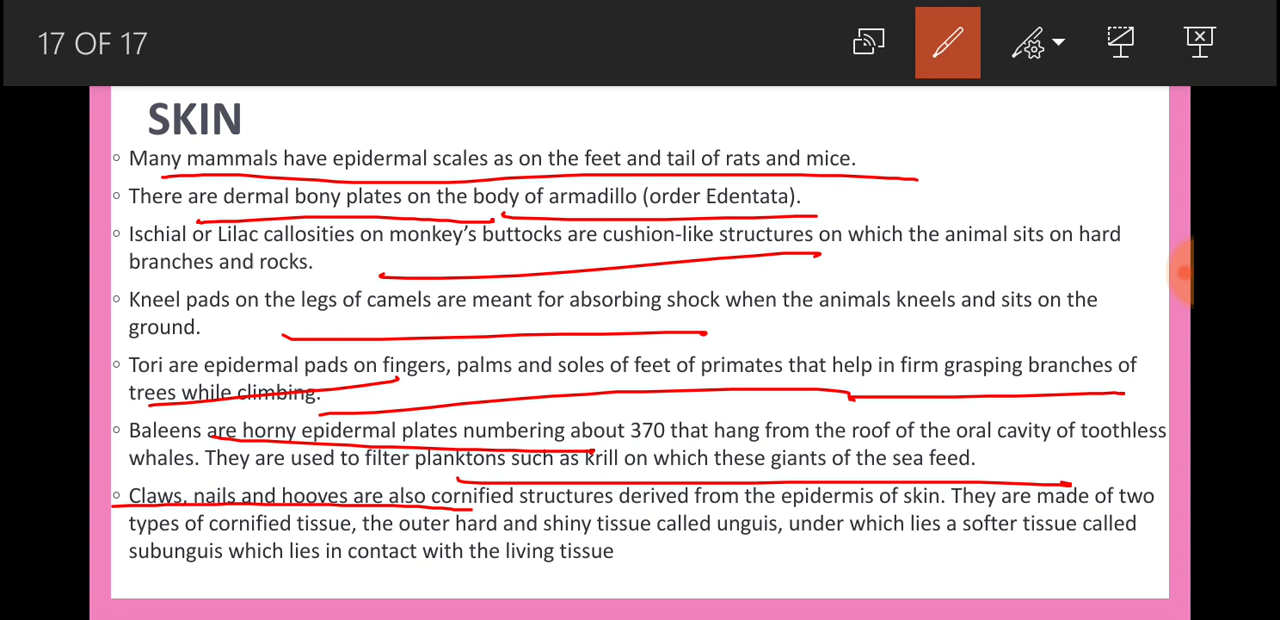 17 OF 17
SKIN
◦ Many mammals have epidermal scales as on the feet and tail of rats and mice.
◦ There are dermal bony plates on the body of armadillo (order Edentata).
◦ Ischial or Lilac callosities on monkey’s buttocks are cushion-like structures on which the animal sits on hard
branches and rocks.
◦ Kneel pads on the legs of camels are meant for absorbing shock when the animals kneels and sits on the
ground.
◦ Tori are epidermal pads on fingers, palms and soles of feet of primates that help in firm grasping branches of
trees while climbing.
◦ Baleens are horny epidermal plates numbering about 370 that hang from the roof of the oral cavity of toothless
whales. They are used to filter planktons such as krill on which these giants of the sea feed.
◦ Claws, nails and hooves are also cornified structures derived from the epidermis of skin. They are made of two
types of cornified tissue, the outer hard and shiny tissue called unguis, under which lies a softer tissue called
subunguis which lies in contact with the living tissue